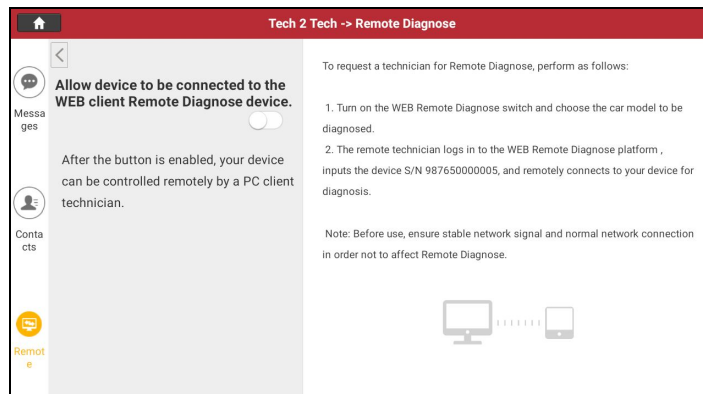 Tech 2 Tech -> Remote Diagnose
Messa
ges
Conta
cts
Remot
e
Allow device to be connected to the
WEB client Remote Diagnose device.
After the button is enabled, your device
can be controlled remotely by a PC client
technician.
To request a technician for Remote Diagnose, perform as follows:
1. Turn on the WEB Remote Diagnose switch and choose the car model to be
diagnosed.
2. The remote technician logs in to the WEB Remote Diagnose platform ,
inputs the device S/N 987650000005, and remotely connects to your device for
diagnosis.
Note: Before use, ensure stable network signal and normal network connection
in order not to affect Remote Diagnose.